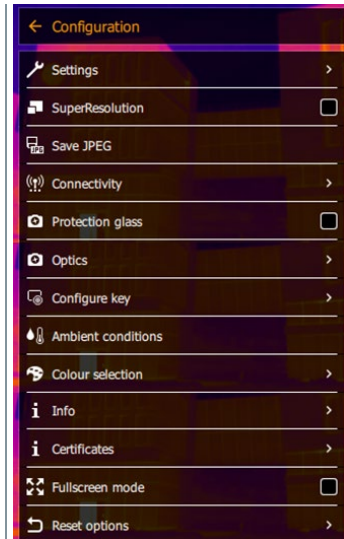 Configuration
Settings
SuperResolution
Save JPEG
Connectivity
Protection glass
Optics
Configure key
Ambient conditions
Colour selection
Info
Certificates
Fullscreen mode
Reset options